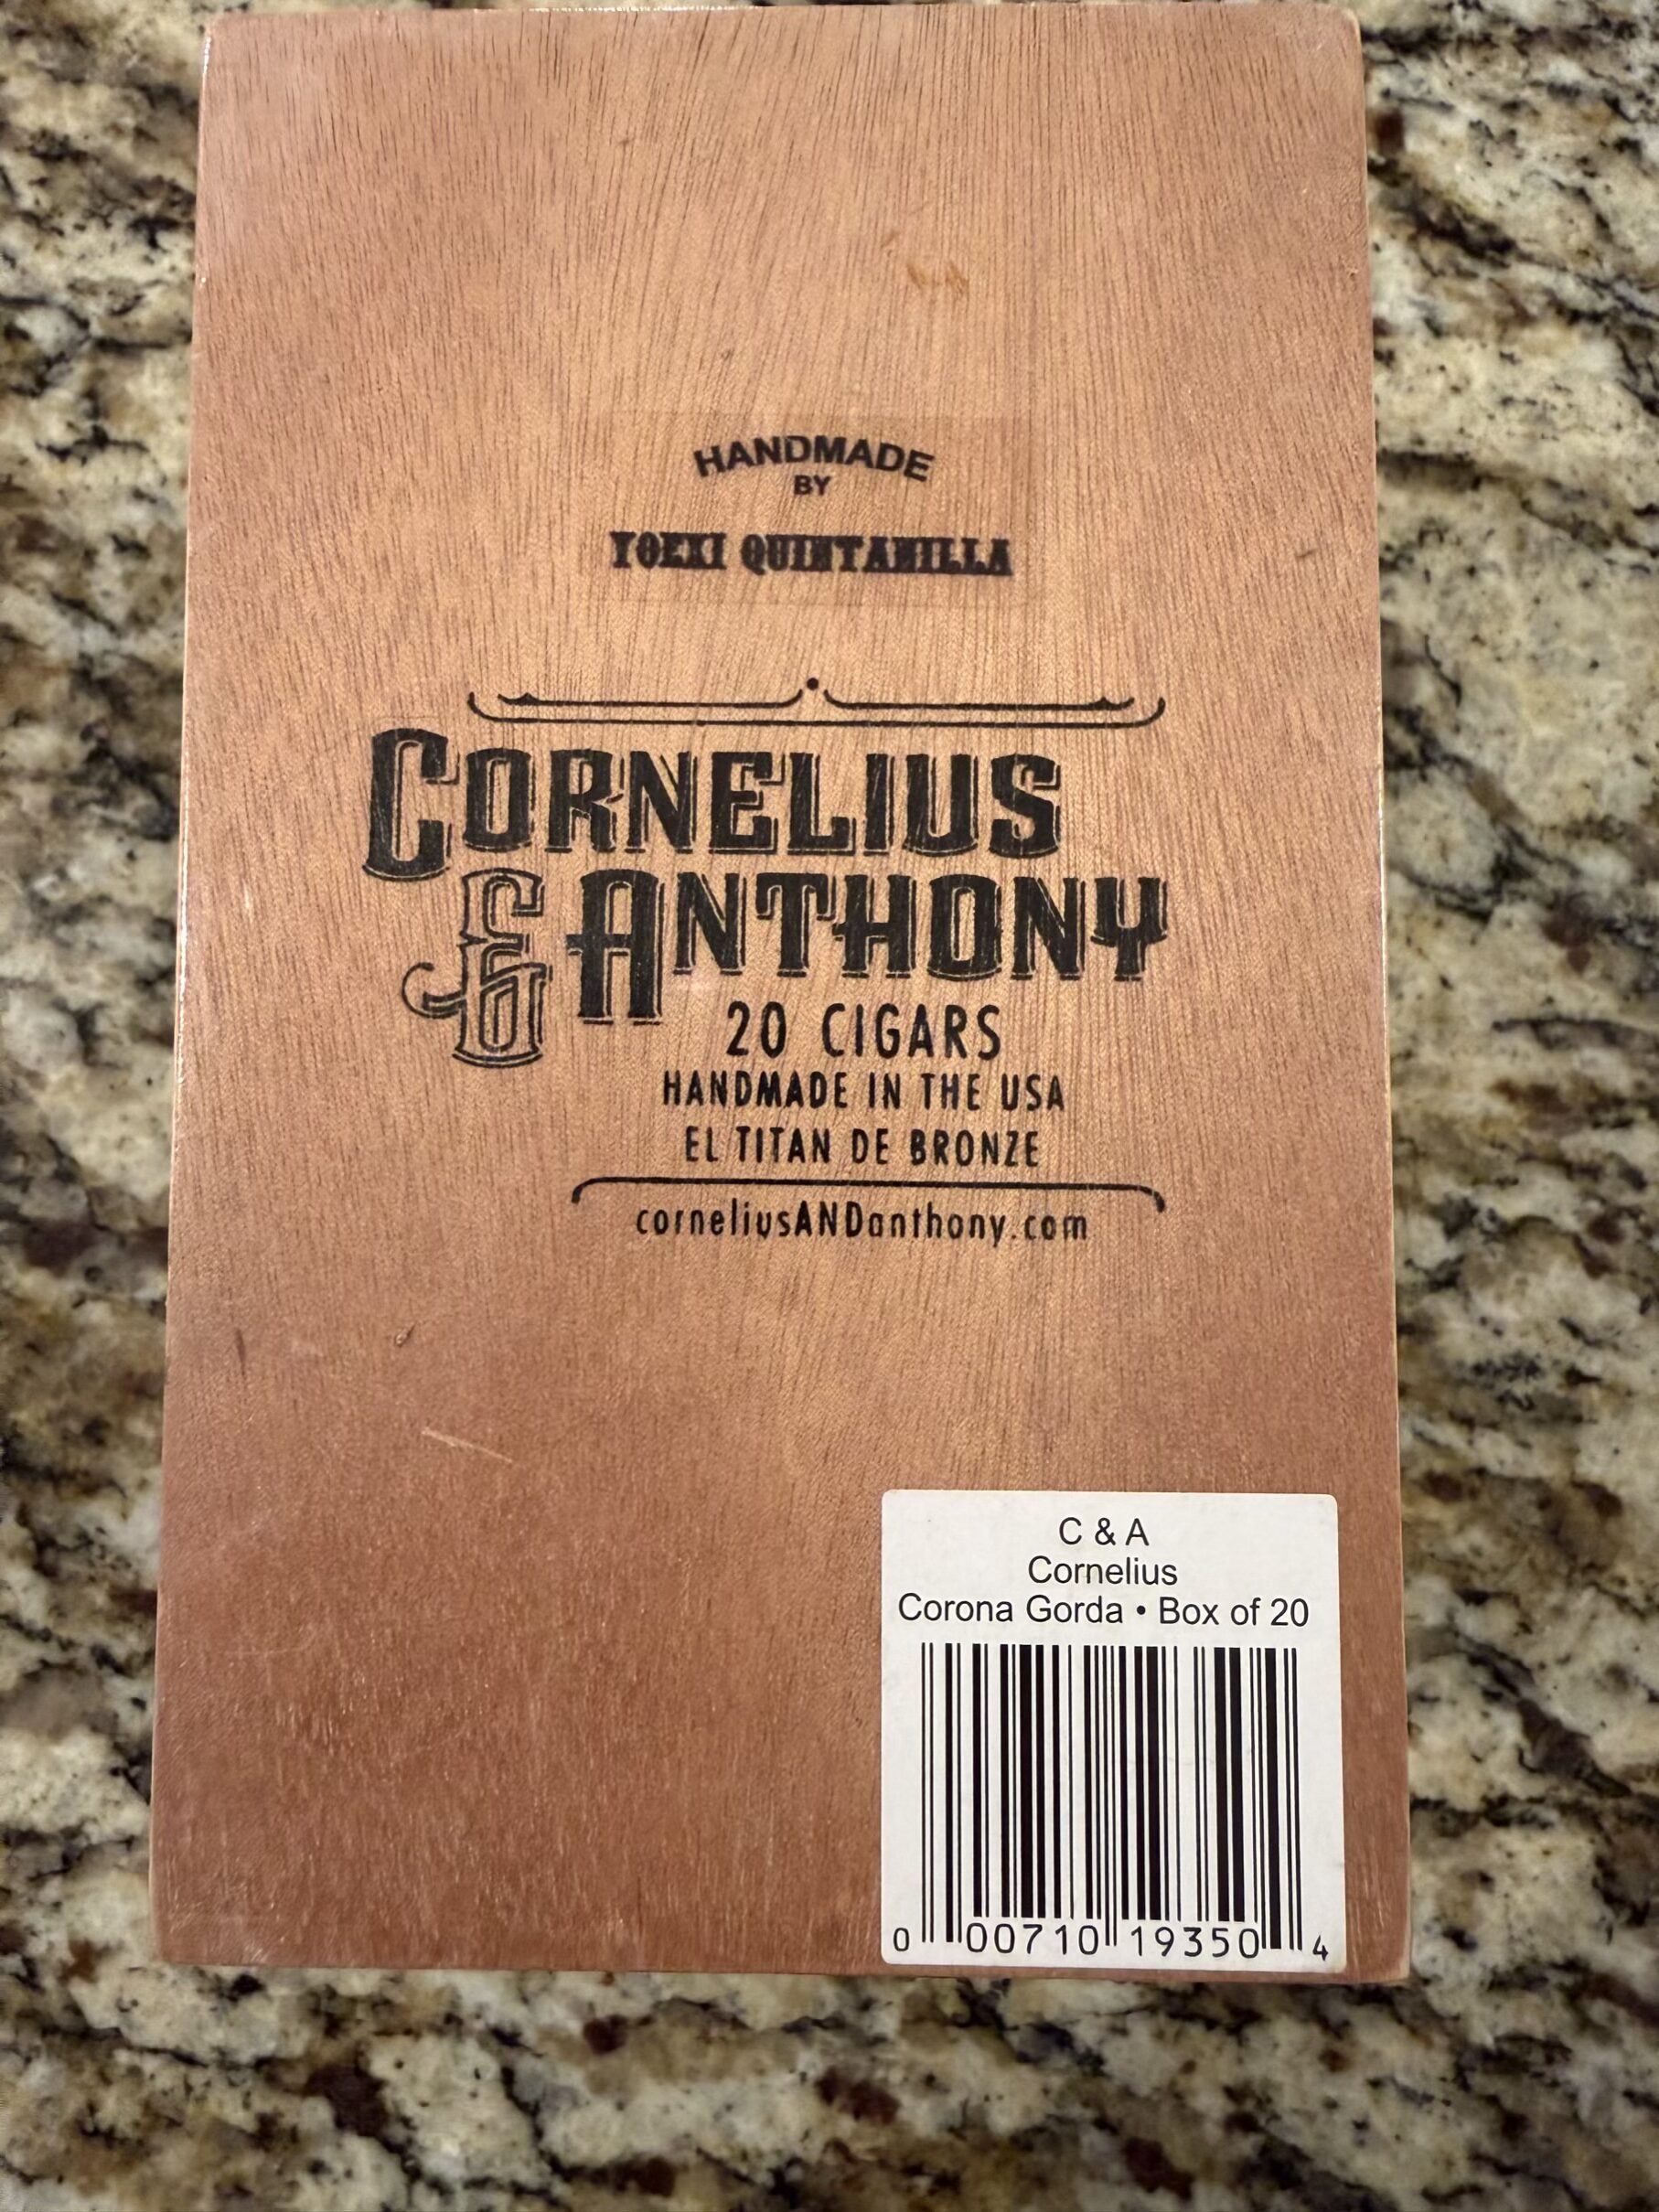 HANDMADE
BY
YOEXI QUINTANILLA
CORNELIUS
& ANTHONY
20 CIGARS
HANDMADE IN THE USA
EL TITAN DE BRONZE
corneliusANDanthony.com
C & A
Cornelius
Corona Gorda • Box of 20
0 00710 19350 4